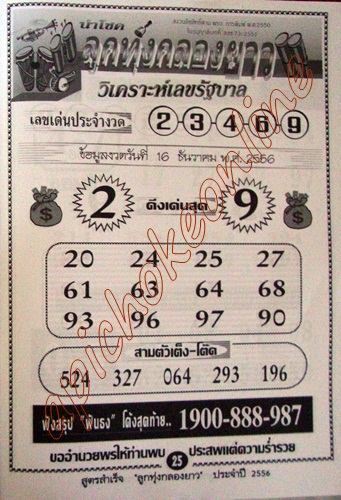 นำโชค
ลูกทุ่งกลองยาว
วิเคราะห์เลขรัฐบาล
เลขเด่นประจำงวด 2-3-4-6-9
ข้อมูลงวดวันที่ 16 ธันวาคม พ.ศ. 2556
2 ดึงเด่นสุด 9
20 24 25 27
61 63 64 68
93 96 97 90
สามตัวเต็ง-โต๊ด
524 327 064 293 196
ฟังสรุป "ฟันธง" โค้งสุดท้าย.. 1900-888-987
ขออำนวยพรให้ท่านพบ ประสพแต่ความร่ำรวย
25
สูตรสำเร็จ "ลูกทุ่งกลองยาว" ประจำปี 2556
apichokeonline